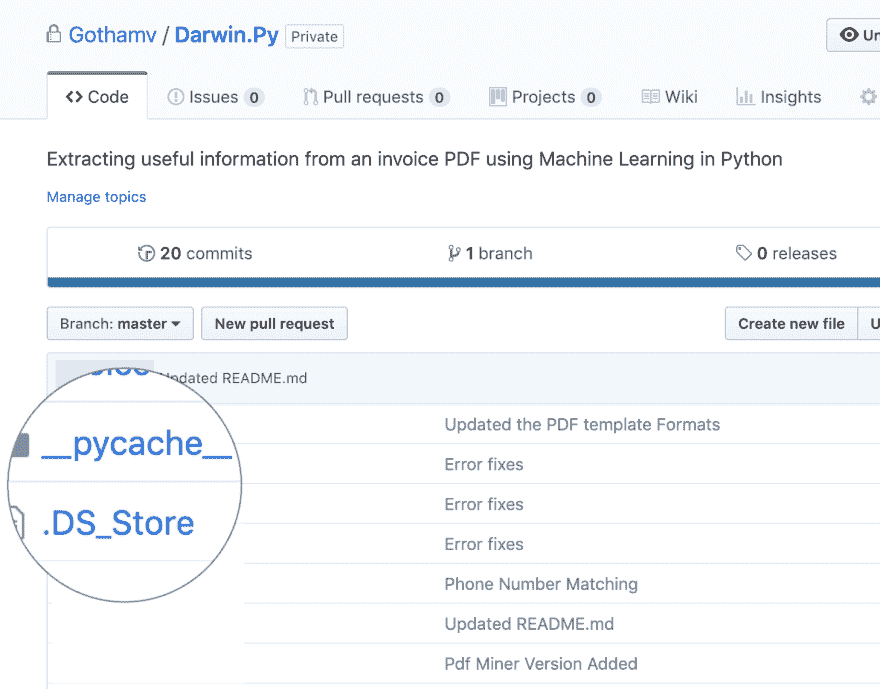 Gothamv / Darwin.Py Private
Code Issues 0 Pull requests 0 Projects 0 Wiki Insights
Extracting useful information from an invoice PDF using Machine Learning in Python
Manage topics
20 commits 1 branch 0 releases
Branch: master New pull request Create new file
Updated README.md
Updated the PDF template Formats
__pycache__
Error fixes
Error fixes
.DS_Store
Error fixes
Phone Number Matching
Updated README.md
Pdf Miner Version Added